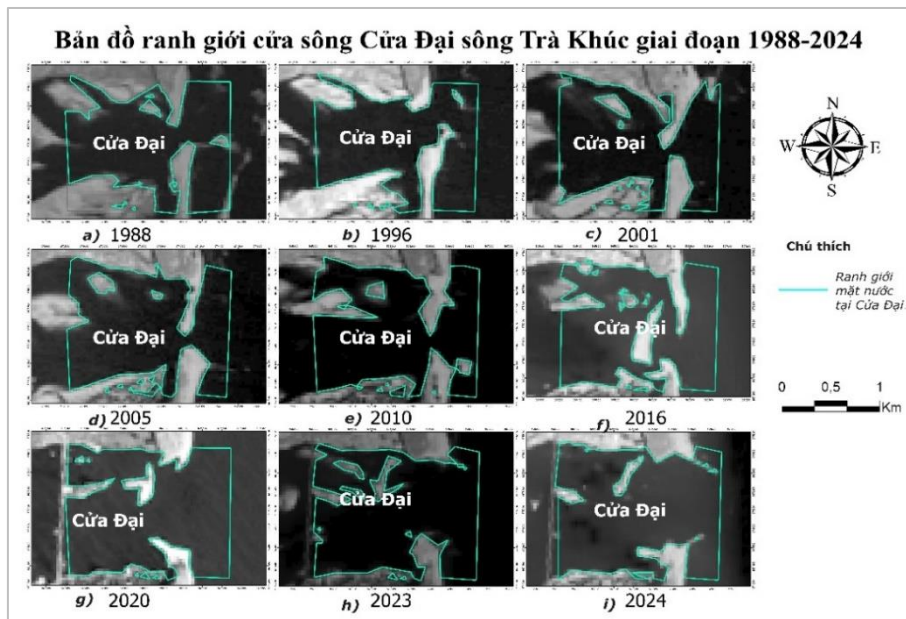 Bản đồ ranh giới cửa sông Cửa Đại sông Trà Khúc giai đoạn 1988-2024
Cửa Đại
Cửa Đại
Cửa Đại
a) 1988
b) 1996
c) 2001
Cửa Đại
Cửa Đại
Cửa Đại
d) 2005
e) 2010
f) 2016
Cửa Đại
Cửa Đại
Cửa Đại
g) 2020
h) 2023
i) 2024
N
W
E
S
Chú thích
Ranh giới
mặt nước
tại Cửa Đại
0 0,5 1
Km